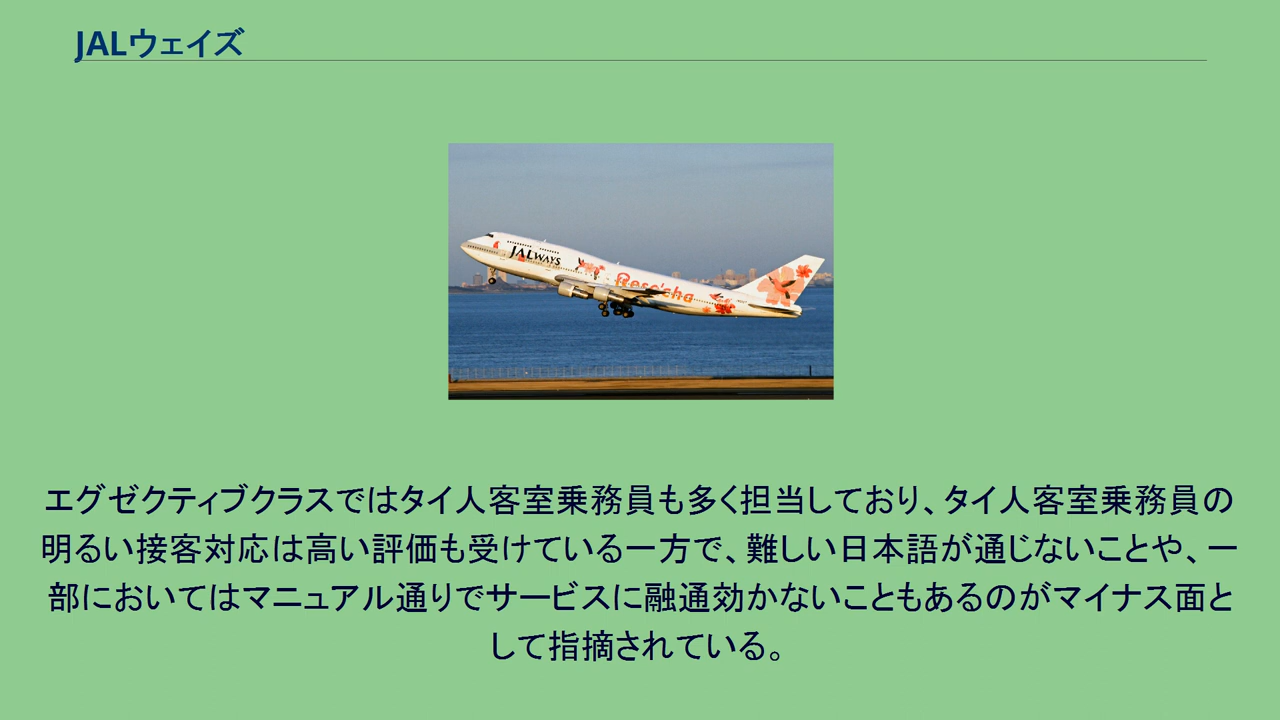 JALウェイズ
JALWAYS
Reso'cha
エグゼクティブクラスではタイ人客室乗務員も多く担当しており、タイ人客室乗務員の
明るい接客対応は高い評価も受けている一方で、難しい日本語が通じないことや、一
部においてはマニュアル通りでサービスに融通効かないこともあるのがマイナス面と
して指摘されている。